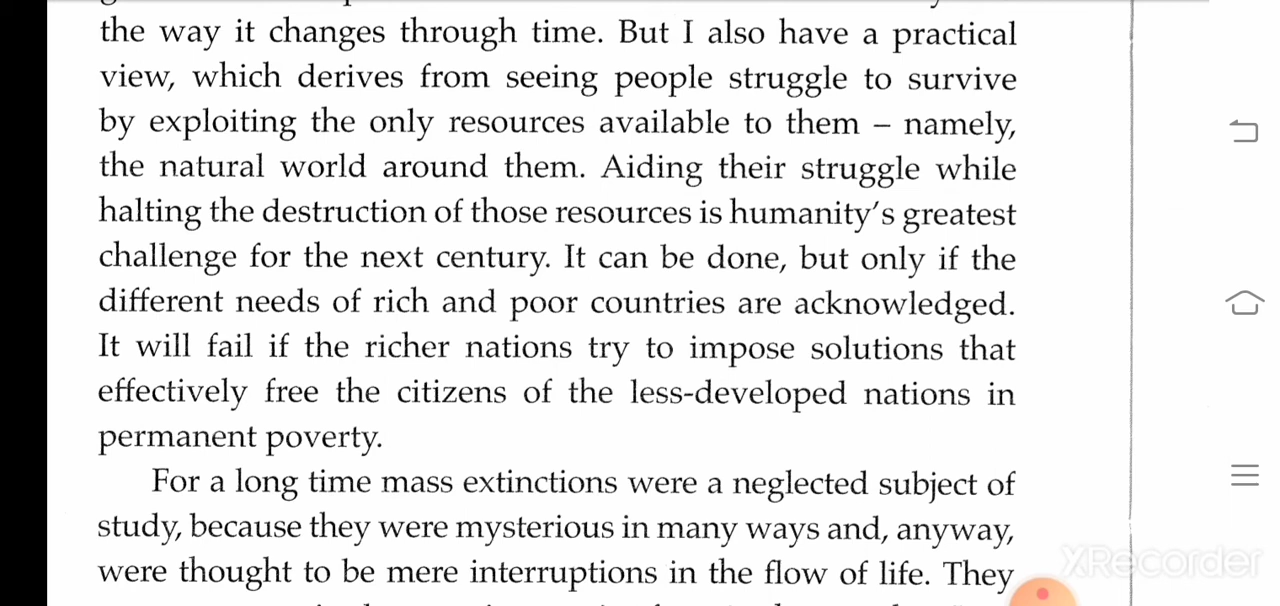 the way it changes through time. But I also have a practical
view, which derives from seeing people struggle to survive
by exploiting the only resources available to them – namely,
the natural world around them. Aiding their struggle while
halting the destruction of those resources is humanity's greatest
challenge for the next century. It can be done, but only if the
different needs of rich and poor countries are acknowledged.
It will fail if the richer nations try to impose solutions that
effectively free the citizens of the less-developed nations in
permanent poverty.
For a long time mass extinctions were a neglected subject of
study, because they were mysterious in many ways and, anyway,
were thought to be mere interruptions in the flow of life. They
XRecorder